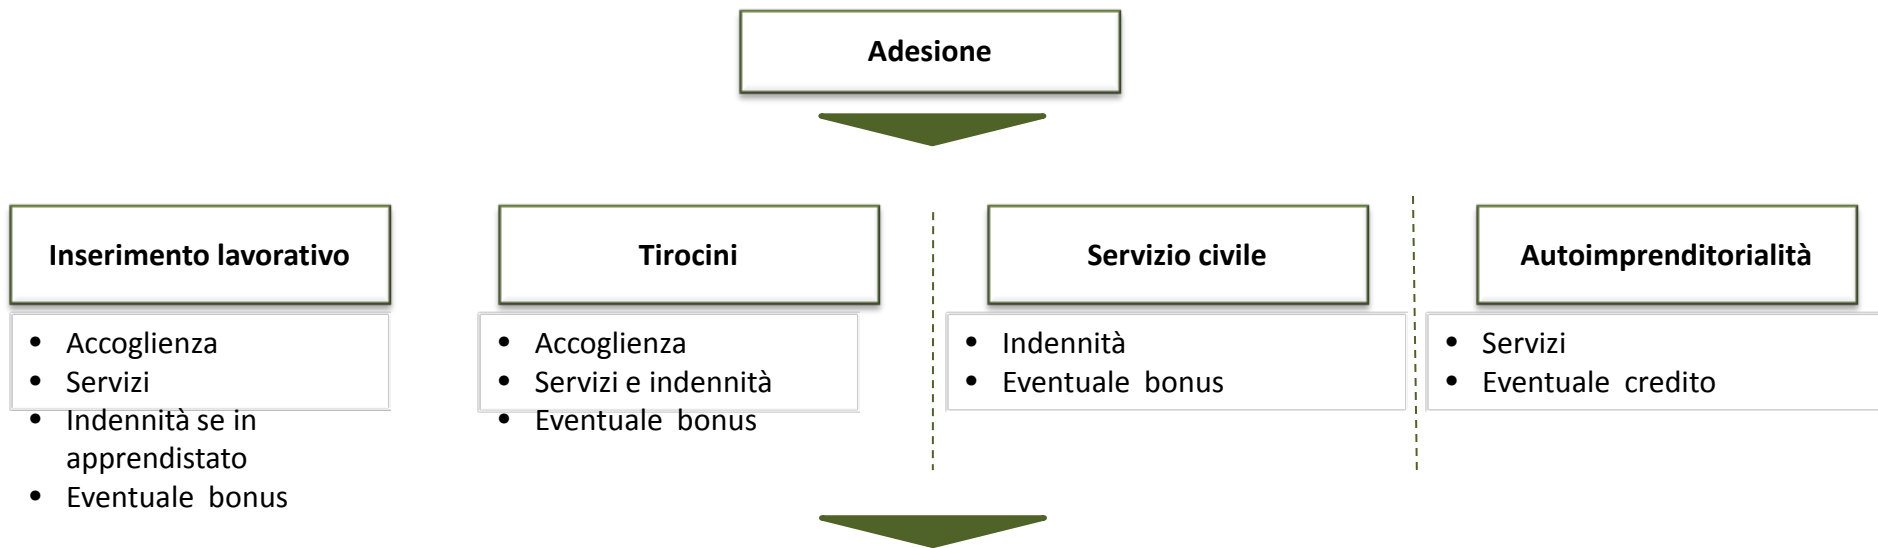 Adesione
Inserimento lavorativo
• Accoglienza
• Servizi
• Indennità se in
apprendistato
• Eventuale bonus
Tirocini
• Accoglienza
• Servizi e indennità
• Eventuale bonus
Servizio civile
• Indennità
• Eventuale bonus
Autoimprenditorialità
• Servizi
• Eventuale credito